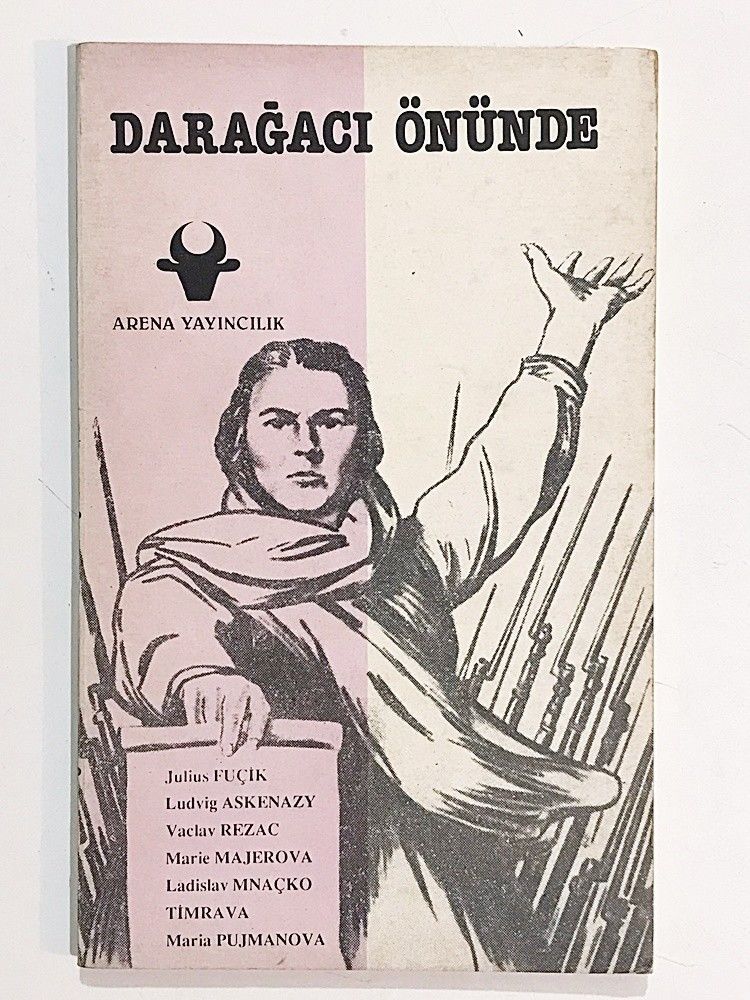 DARAĞACI ÖNÜNDE
ARENA YAYINCILIK
Julius FUÇİK
Ludvig ASKENAZY
Vaclav REZAC
Marie MAJEROVA
Ladislav MNAÇKO
TİMRAVA
Maria PUJMANOVA